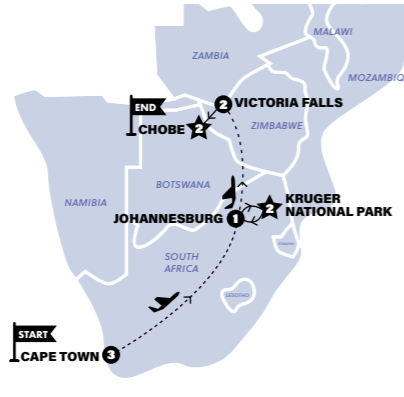 MALAWI
ZAMBIA
MOZAMBIQ
END
2 VICTORIA FALLS
CHOBE 2
ZIMBABWE
BOTSWANA
NAMIBIA
2 KRUGER
NATIONAL PARK
JOHANNESBURG 1
SOUTH
AFRICA
LESOTHO
START
CAPE TOWN 3